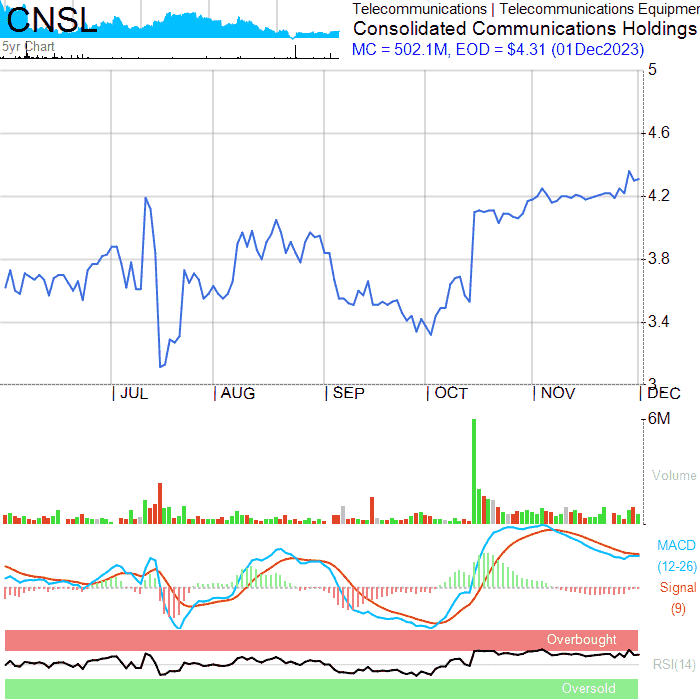 CNSL
5yr Chart
Telecommunications | Telecommunications Equipmen
Consolidated Communications Holdings
MC = 502.1M, EOD = $4.31 (01Dec2023)
5
4.6
4.2
3.8
3.4
3
JUL AUG SEP OCT NOV DEC
6M
Volume
MACD
(12-26)
Signal
(9)
Overbought
RSI(14)
Oversold